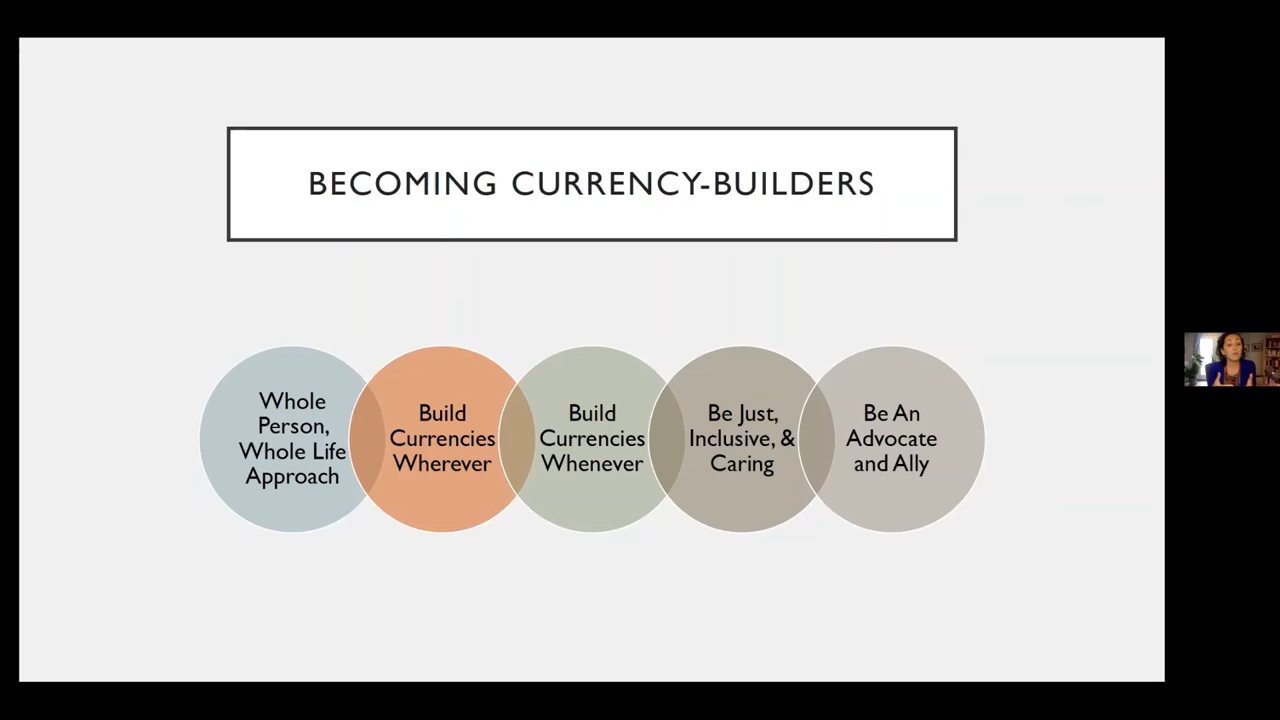 BECOMING CURRENCY-BUILDERS
Whole
Person,
Whole Life
Approach
Build
Currencies
Wherever
Build
Currencies
Whenever
Be Just,
Inclusive, &
Caring
Be An
Advocate
and Ally